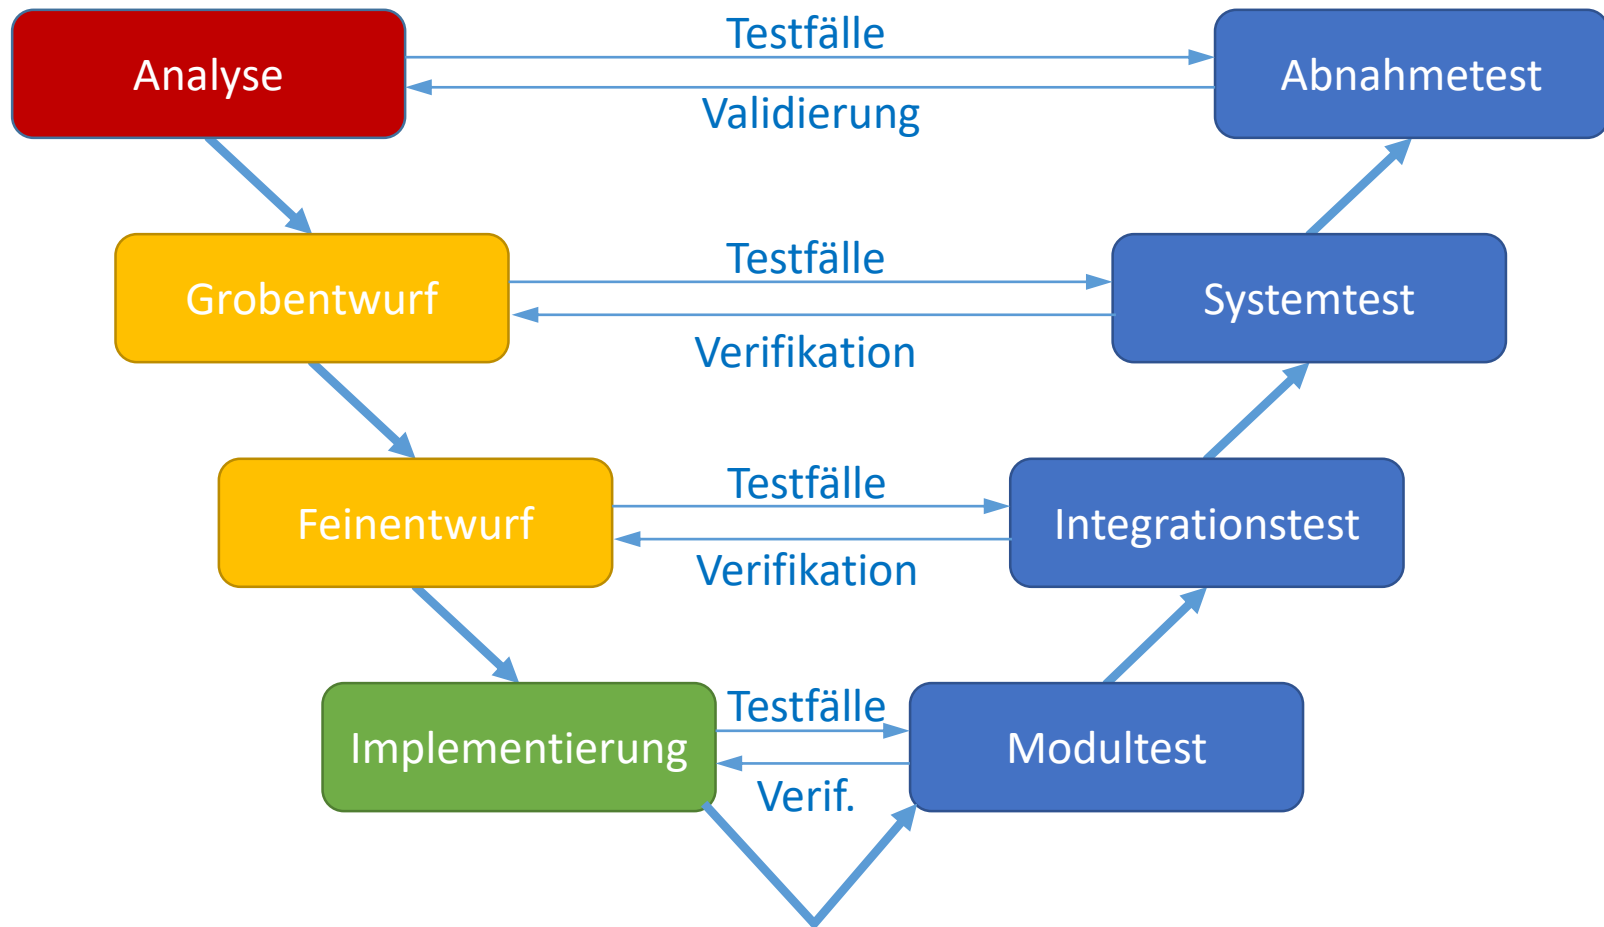 Testfälle
Analyse
Abnahmetest
Validierung
Testfälle
Grobentwurf
Systemtest
Verifikation
Testfälle
Feinentwurf
Integrationstest
Verifikation
Testfälle
Implementierung
Modultest
Verif.